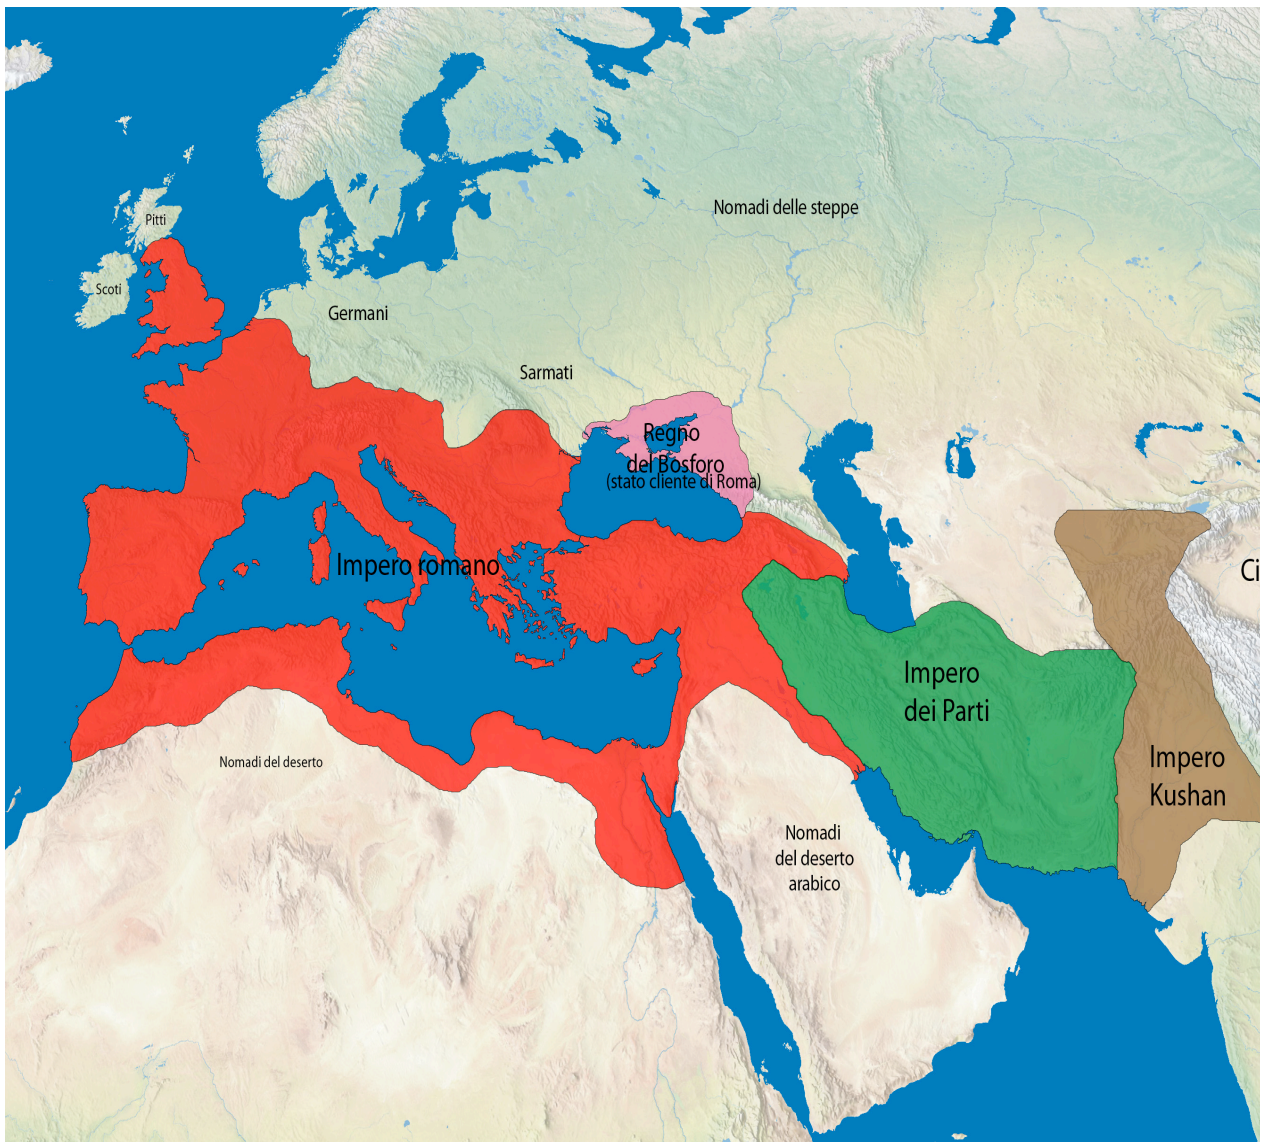 Nomadi delle steppe
Pitti
Scoti
Germani
Sarmati
Regno
del Bosforo
(stato cliente di Roma)
Impero romano
Ci
Impero
dei Parti
Impero
Kushan
Nomadi del deserto
Nomadi
del deserto
arabico